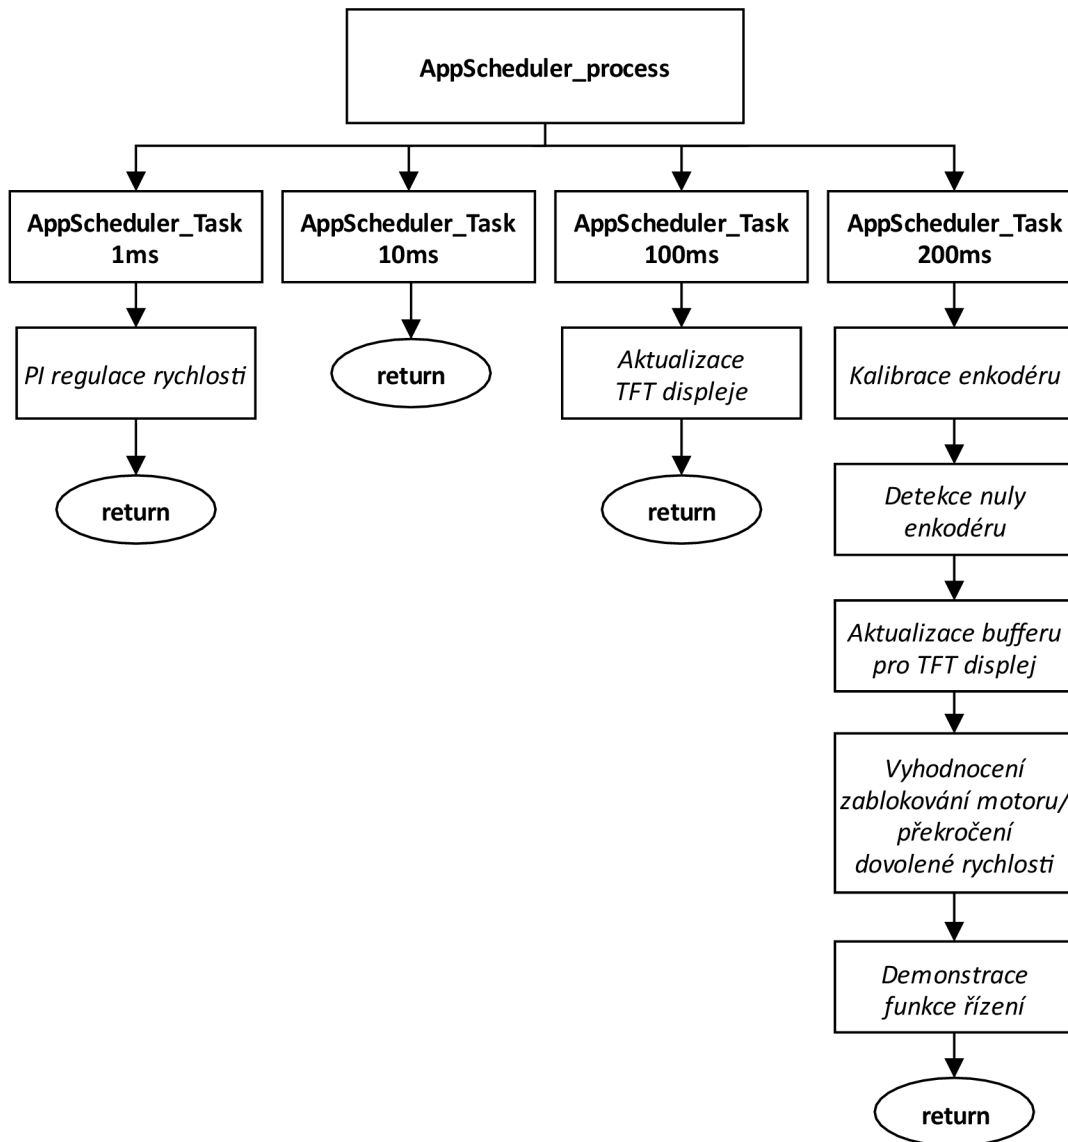 AppScheduler_process
AppScheduler_Task
1ms
PI regulace rychlosti
return
AppScheduler_Task
10ms
return
AppScheduler_Task
100ms
Aktualizace
TFT displeje
return
AppScheduler_Task
200ms
Kalibrace enkodéru
Detekce nuly
enkodéru
Aktualizace bufferu
pro TFT displej
Vyhodnocení
zablokování motoru/
překročení
dovolené rychlosti
Demonstrace
funkce řízení
return